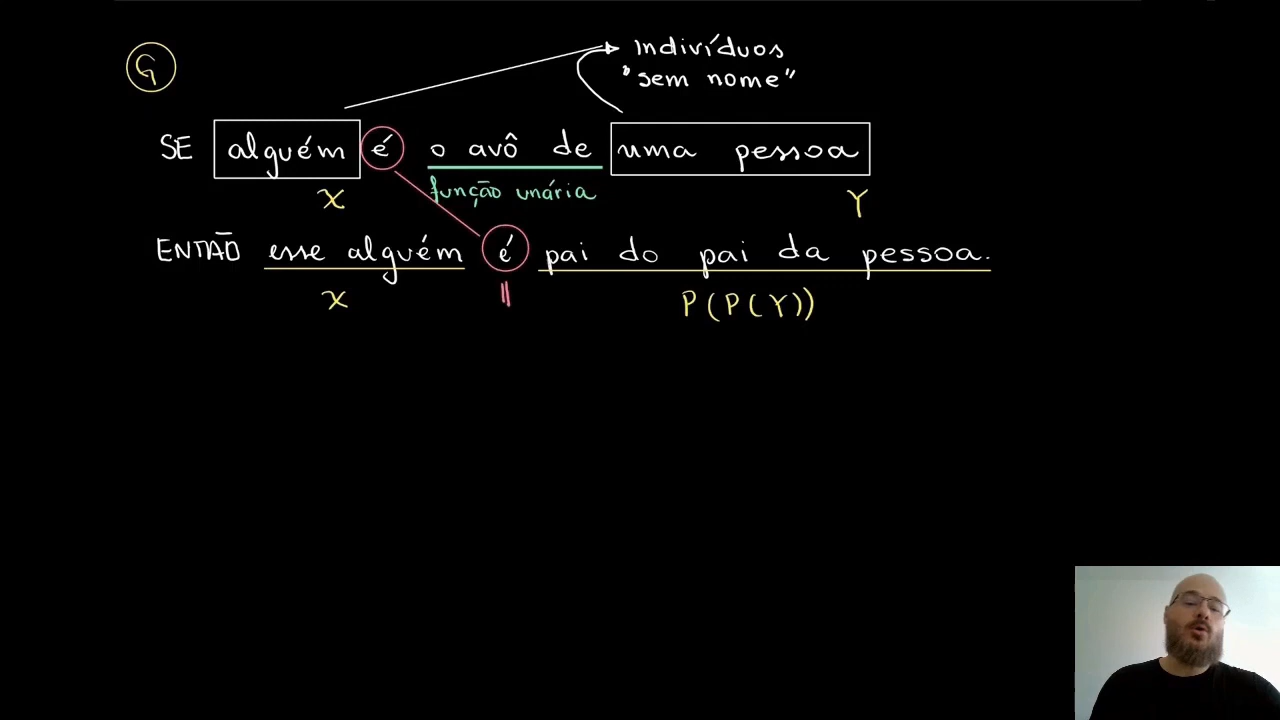 G
Indivíduos
"sem nome"
SE alguém é o avô de uma pessoa
X função unária Y
ENTÃO esse alguém é pai do pai da pessoa.
X = P(P(Y))